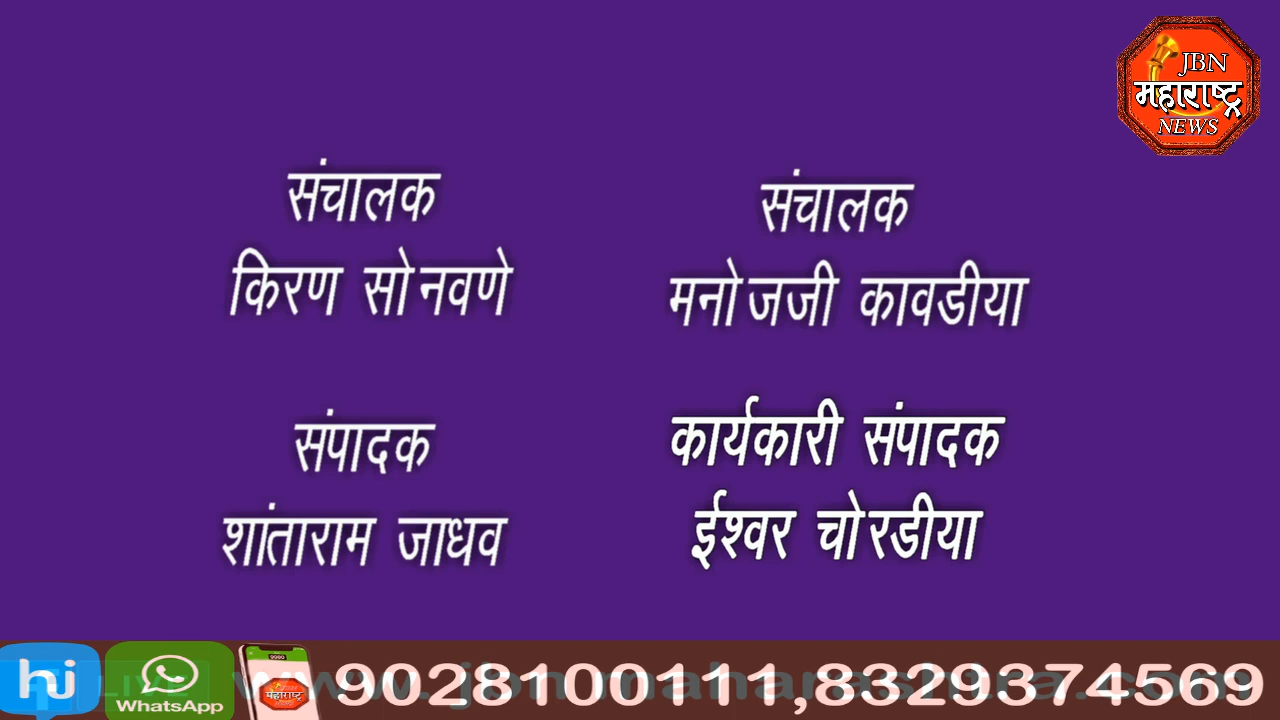 JBN
महाराष्ट्र
NEWS
संचालक
किरण सोनवणे
संचालक
मनोजजी कावडीया
संपादक
शांताराम जाधव
कार्यकारी संपादक
ईश्वर चोरडीया
WhatsApp
9028100111,8329374569